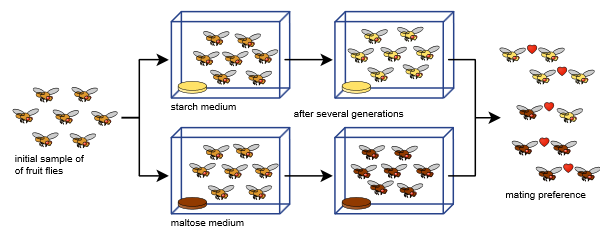 starch medium
after several generations
initial sample of
of fruit flies
maltose medium
mating preference